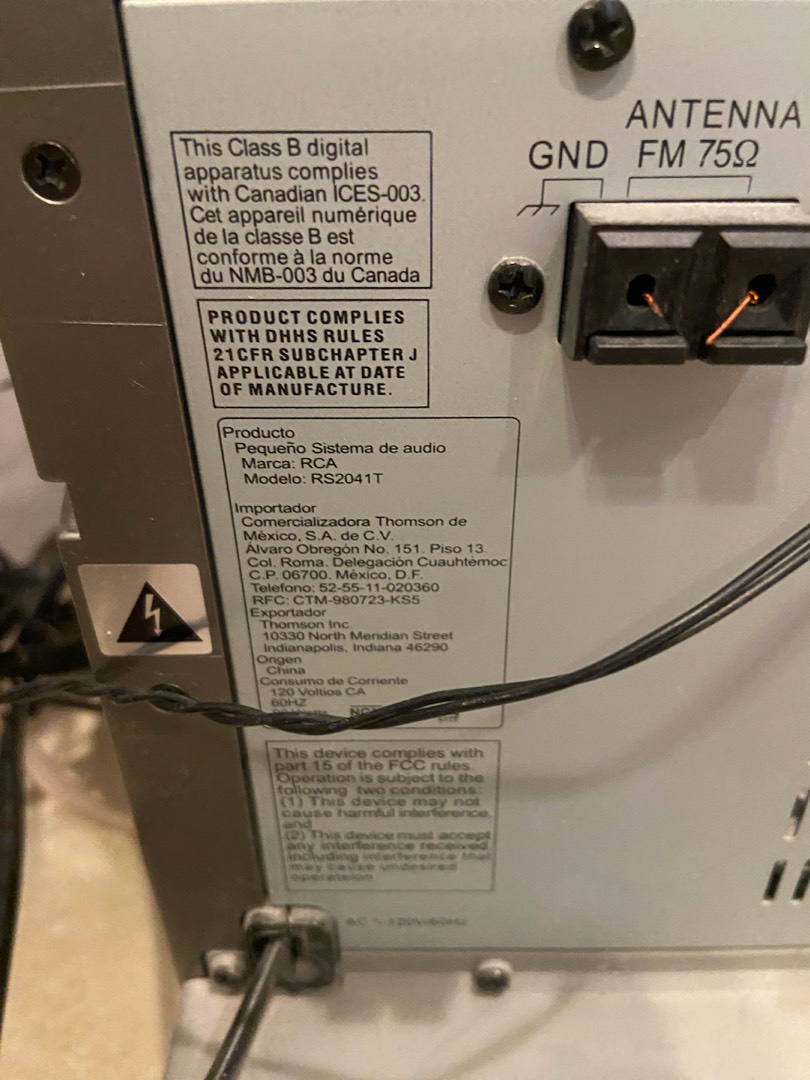 ANTENNA
GND FM 75Ω
This Class B digital
apparatus complies
with Canadian ICES-003.
Cet appareil numérique
de la classe B est
conforme à la norme
du NMB-003 du Canada
PRODUCT COMPLIES
WITH DHHS RULES
21CFR SUBCHAPTER J
APPLICABLE AT DATE
OF MANUFACTURE.
Producto
Pequeño Sistema de audio
Marca: RCA
Modelo: RS2041T
Importador
Comercializadora Thomson de
México, S.A. de C.V.
Álvaro Obregón No. 151. Piso 13.
Col. Roma. Delegación Cuauhtémoc
C.P. 06700. México, D.F.
Telefono: 52-55-11-020360
RFC: CTM-980723-KS5
Exportador
Thomson Inc.
10330 North Meridian Street
Indianapolis, Indiana 46290
Origen
China
Consumo de Corriente
120 Voltios CA
60HZ
This device complies with
part 15 of the FCC rules.
Operation is subject to the
following two conditions:
(1) This device may not
cause harmful interference,
and
(2) This device must accept
any interference received,
including interference that
may cause undesired
operateion
AC ~ 120V/60Hz